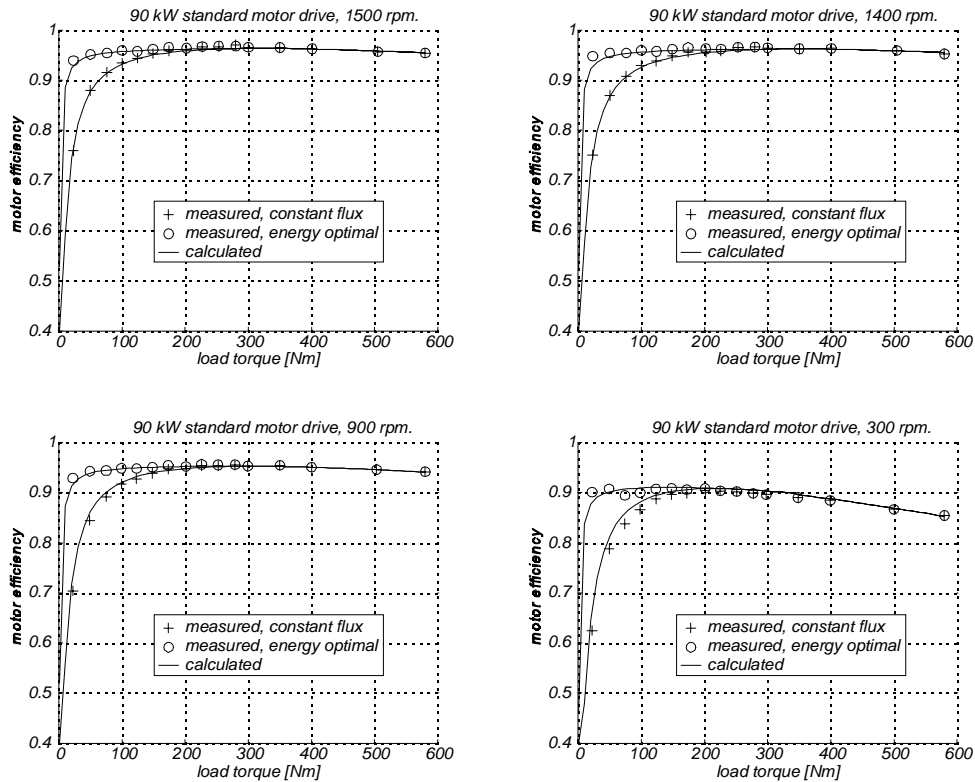 90 kW standard motor drive, 1500 rpm.
1
0.9
0.8
0.7
0.6
0.5
0.4
motor efficiency
+ measured, constant flux
o measured, energy optimal
calculated
0 100 200 300 400 500 600
load torque [Nm]
90 kW standard motor drive, 1400 rpm.
1
0.9
0.8
0.7
0.6
0.5
0.4
motor efficiency
+ measured, constant flux
o measured, energy optimal
calculated
0 100 200 300 400 500 600
load torque [Nm]
90 kW standard motor drive, 900 rpm.
1
0.9
0.8
0.7
0.6
0.5
0.4
motor efficiency
+ measured, constant flux
o measured, energy optimal
calculated
0 100 200 300 400 500 600
load torque [Nm]
90 kW standard motor drive, 300 rpm.
1
0.9
0.8
0.7
0.6
0.5
0.4
motor efficiency
+ measured, constant flux
o measured, energy optimal
calculated
0 100 200 300 400 500 600
load torque [Nm]